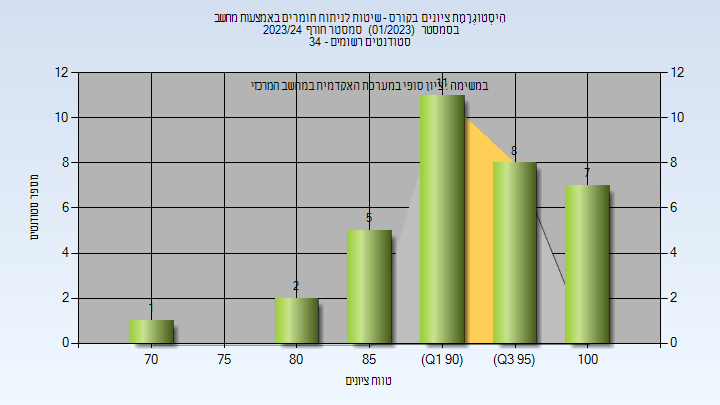 הִיסְטוֹגְרָמַת ציונים בקורס - שיטות לניתוח חומרים באמצעות מחשב
בסמסטר (01/2023) סמסטר חורף 2023/24
סטודנטים רשומים - 34
במשימה: ציון סופי במערכת האקדמית במחשב המרכזי
12 12
11
10 10
8 8
8
7
6 6
5
4 4
2 2
2
1
0 0
מספר סטודנטים
70 75 80 85 (Q1 90) (Q3 95) 100
טווח ציונים